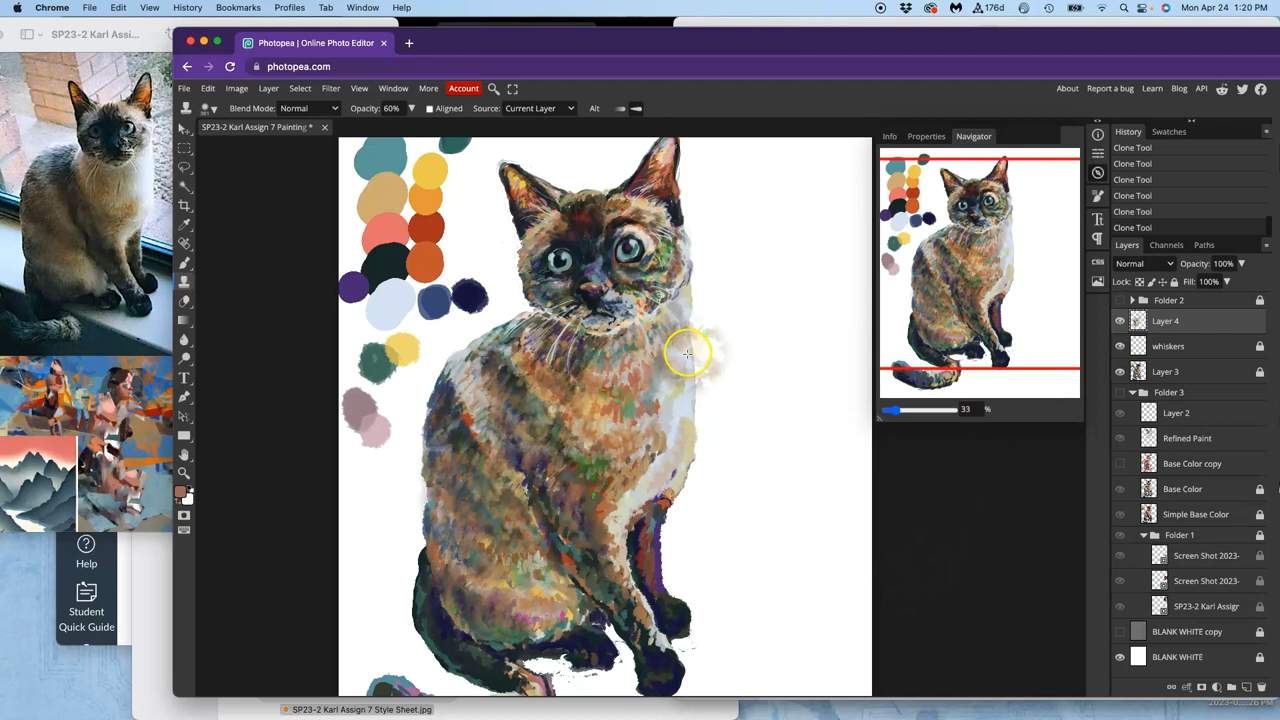 Chrome File Edit View History Bookmarks Profiles Tab Window Help
176d
Mon Apr 24 1:20 PM
SP23-2 Karl Assi...
Photopea | Online Photo Editor
photopea.com
File Edit Image Layer Select Filter View Window More Account
About Report a bug Learn Blog API
Blend Mode: Normal Opacity: 60% Aligned Source: Current Layer Alt
SP23-2 Karl Assign 7 Painting *
Info Properties Navigator
33 %
History Swatches
Clone Tool
Clone Tool
Clone Tool
Clone Tool
Clone Tool
Clone Tool
Layers Channels Paths
Normal Opacity: 100%
Lock: Fill: 100%
Folder 2
Layer 4
whiskers
Layer 3
Folder 3
Layer 2
Refined Paint
Base Color copy
Base Color
Simple Base Color
Folder 1
Screen Shot 2023-
Screen Shot 2023-
SP23-2 Karl Assigr
BLANK WHITE copy
BLANK WHITE
CSS
Help
Student
Quick Guide
SP23-2 Karl Assign 7 Style Sheet.jpg